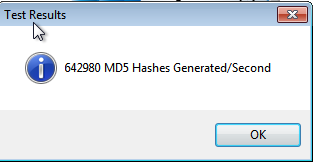 Test Results
642980 MD5 Hashes Generated/Second
OK